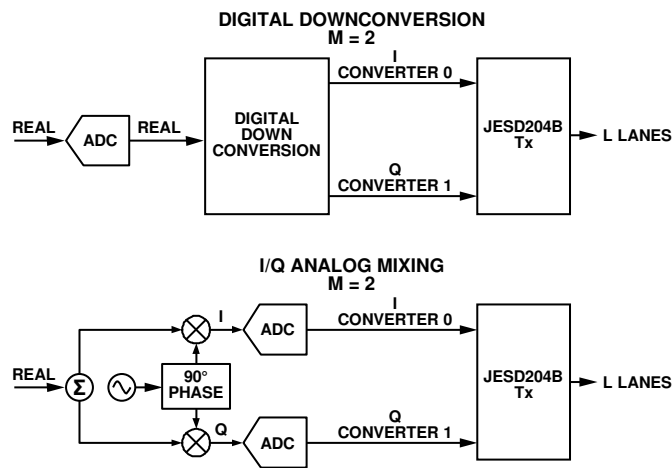 DIGITAL DOWNCONVERSION
M = 2
I
CONVERTER 0
REAL
ADC
REAL
DIGITAL
DOWN
CONVERSION
JESD204B
Tx
L LANES
Q
CONVERTER 1
I/Q ANALOG MIXING
M = 2
I
ADC
I
CONVERTER 0
REAL
Σ
90°
PHASE
JESD204B
Tx
L LANES
Q
ADC
Q
CONVERTER 1